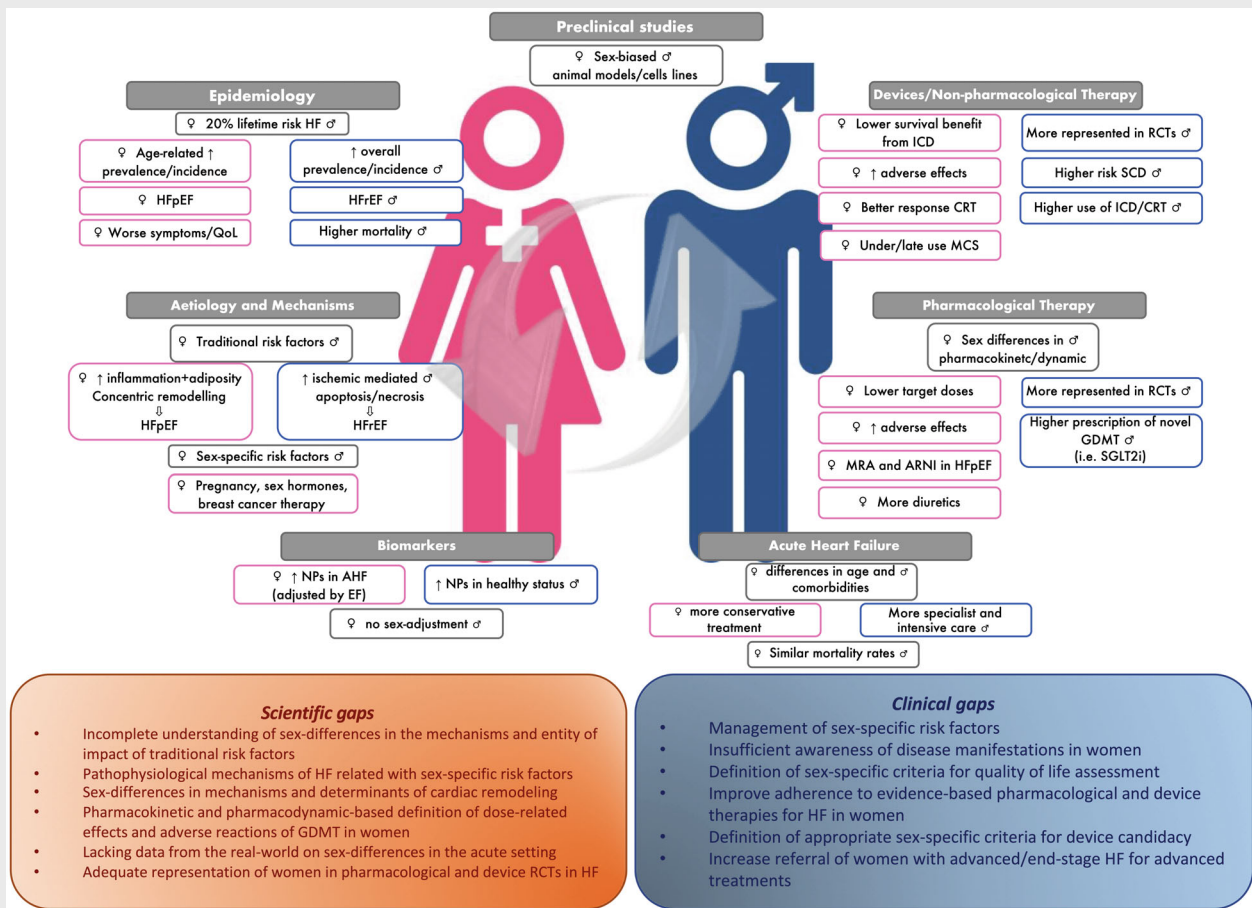 Preclinical studies
♀ Sex-biased ♂
animal models/cells lines
Epidemiology
♀ 20% lifetime risk HF ♂
♀ Age-related ↑
prevalence/incidence
↑ overall
prevalence/incidence ♂
♀ HFpEF
HFrEF ♂
♀ Worse symptoms/QoL
Higher mortality ♂
Devices/Non-pharmacological Therapy
♀ Lower survival benefit
from ICD
More represented in RCTs ♂
♀ ↑ adverse effects
Higher risk SCD ♂
♀ Better response CRT
Higher use of ICD/CRT ♂
♀ Under/late use MCS
Aetiology and Mechanisms
♀ Traditional risk factors ♂
♀ ↑ inflammation+adiposity
Concentric remodelling
⇩
HFpEF
↑ ischemic mediated ♂
apoptosis/necrosis
⇩
HFrEF
♀ Sex-specific risk factors ♂
♀ Pregnancy, sex hormones,
breast cancer therapy
Pharmacological Therapy
♀ Sex differences in ♂
pharmacokinetc/dynamic
♀ Lower target doses
More represented in RCTs ♂
♀ ↑ adverse effects
Higher prescription of novel
GDMT ♂
(i.e. SGLT2i)
♀ MRA and ARNI in HFpEF
♀ More diuretics
Biomarkers
♀ ↑ NPs in AHF
(adjusted by EF)
↑ NPs in healthy status ♂
♀ no sex-adjustment ♂
Acute Heart Failure
♀ differences in age and ♂
comorbidities
♀ more conservative
treatment
More specialist and
intensive care ♂
♀ Similar mortality rates ♂
Scientific gaps
• Incomplete understanding of sex-differences in the mechanisms and entity of
impact of traditional risk factors
• Pathophysiological mechanisms of HF related with sex-specific risk factors
• Sex-differences in mechanisms and determinants of cardiac remodeling
• Pharmacokinetic and pharmacodynamic-based definition of dose-related
effects and adverse reactions of GDMT in women
• Lacking data from the real-world on sex-differences in the acute setting
• Adequate representation of women in pharmacological and device RCTs in HF
Clinical gaps
• Management of sex-specific risk factors
• Insufficient awareness of disease manifestations in women
• Definition of sex-specific criteria for quality of life assessment
• Improve adherence to evidence-based pharmacological and device
therapies for HF in women
• Definition of appropriate sex-specific criteria for device candidacy
• Increase referral of women with advanced/end-stage HF for advanced
treatments